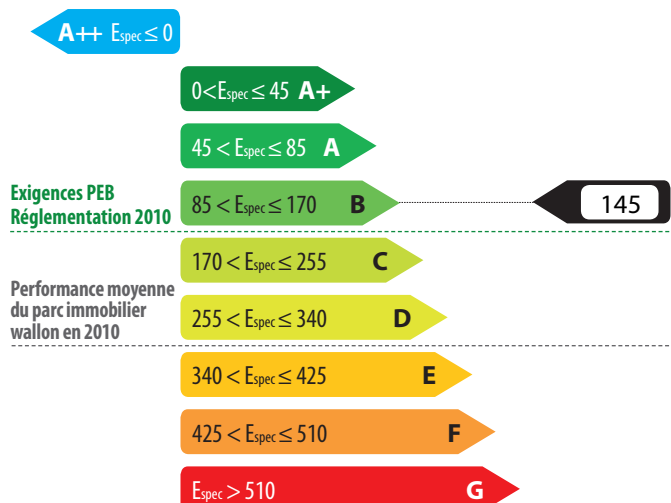 A++ Espec ≤ 0
0<Espec ≤ 45 A+
45 < Espec ≤ 85 A
Exigences PEB
Réglementation 2010
85 < Espec ≤ 170 B
145
170 < Espec ≤ 255 C
Performance moyenne
du parc immobilier
wallon en 2010
255 < Espec ≤ 340 D
340 < Espec ≤ 425 E
425 < Espec ≤ 510 F
Espec > 510 G